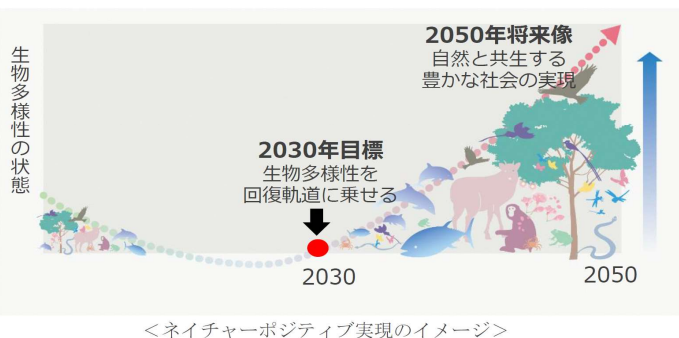 生物多様性の状態
2050年将来像
自然と共生する
豊かな社会の実現
2030年目標
生物多様性を
回復軌道に乗せる
2030
2050
＜ネイチャーポジティブ実現のイメージ＞